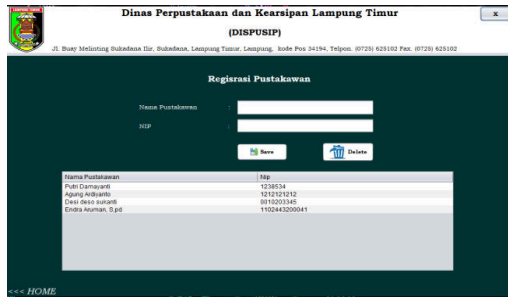 Dinas Perpustakaan dan Kearsipan Lampung Timur
x
(DISPUSIP)
Jl. Buay Melinting Sukadana Ilir, Sukadana, Lampung Timur, Lampung, kode Pos 34194, Telpon. (0725) 625102 Fax. (0725) 625102
Regisrasi Pustakawan
Nama Pustakawan :
NIP :
Save Delete
Nama Pustakawan Nip
Putri Damayanti 1238534
Agung Ardiyanto 1212121212
Desi deso sukanti 0010203345
Endra Aruman, S.pd 1102443200041
<<< HOME